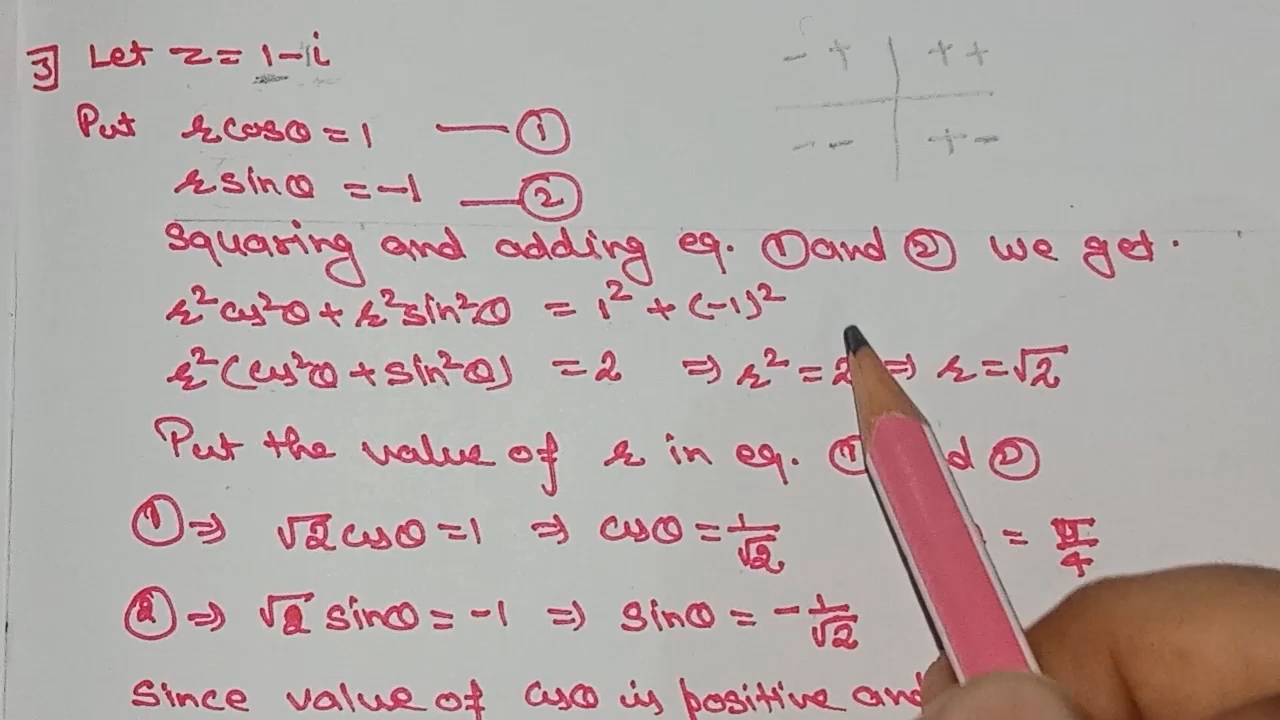 3] Let z = 1-i
- + + +
- - + -
Put r cosθ = 1 — ①
r sinθ = -1 — ②
squaring and adding eq. ① and ② we get.
r²cos²θ + r²sin²θ = 1² + (-1)²
r²(cos²θ + sin²θ) = 2 ⇒ r² = 2 ⇒ r = √2
Put the value of r in eq. ① ②
① ⇒ √2 cosθ = 1 ⇒ cosθ = 1/√2 = π/4
② ⇒ √2 sinθ = -1 ⇒ sinθ = -1/√2
Since value of cosθ is positive and